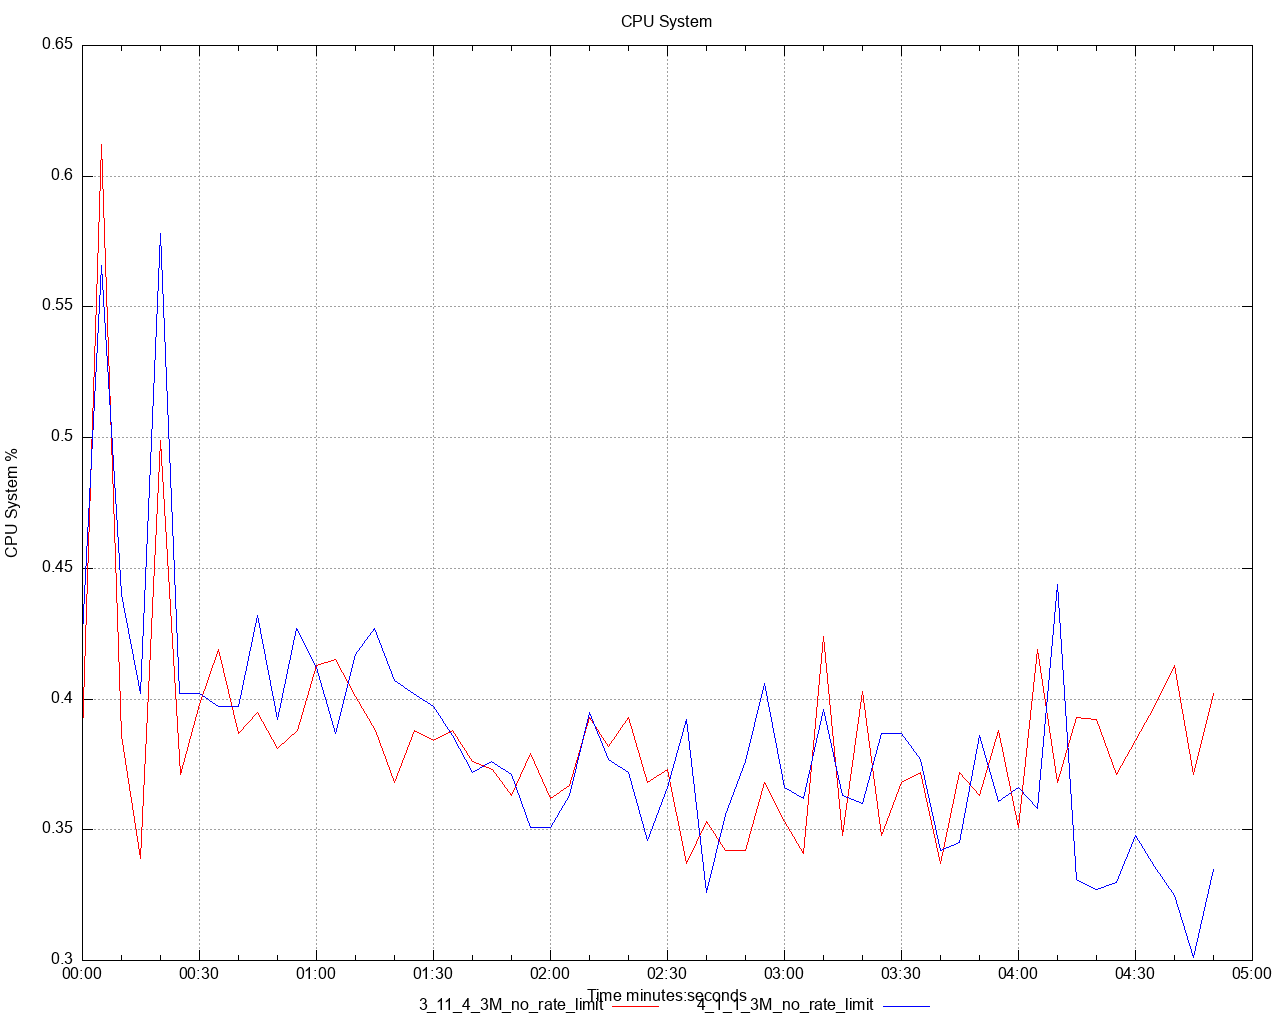 CPU System
0.65
0.6
0.55
0.5
0.45
0.4
0.35
0.3
CPU System %
00:00 00:30 01:00 01:30 02:00 02:30 03:00 03:30 04:00 04:30 05:00
Time minutes:seconds
3_11_4_3M_no_rate_limit 4_1_1_3M_no_rate_limit